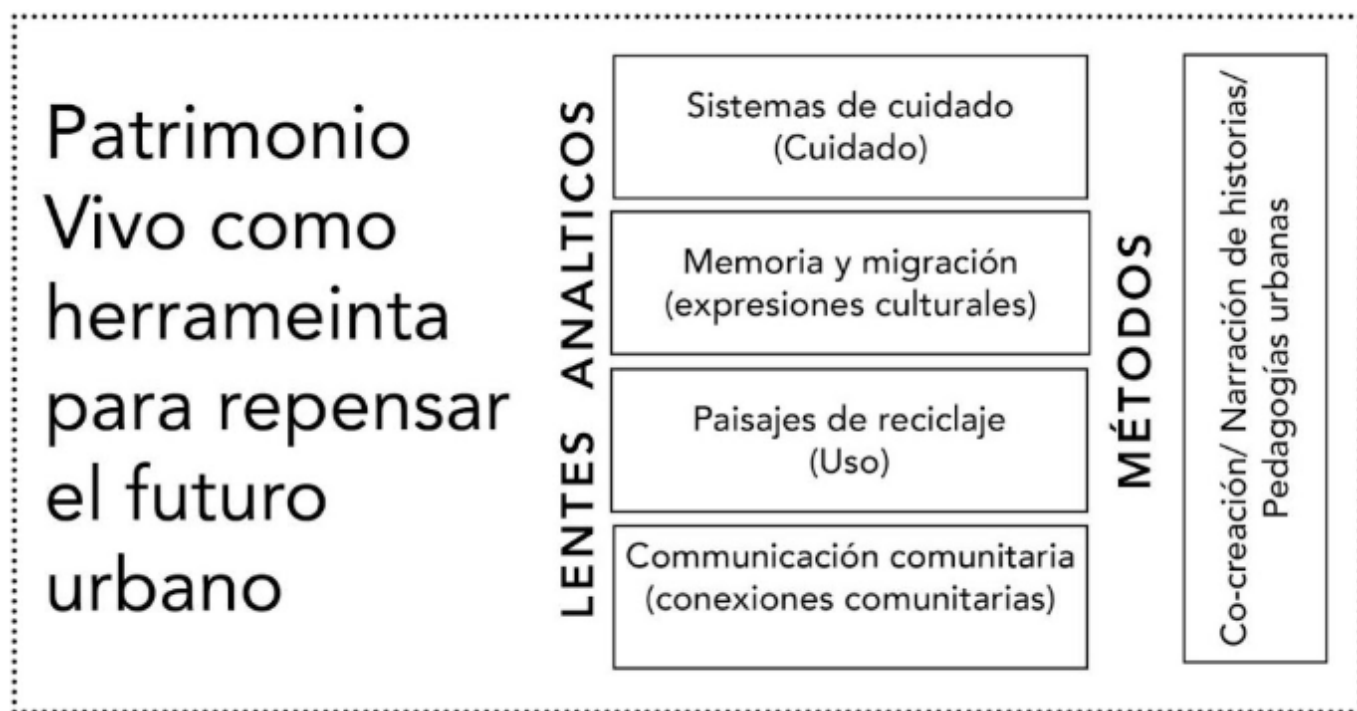 Patrimonio
Vivo como
herrameinta
para repensar
el futuro
urbano
LENTES ANALTICOS
Sistemas de cuidado
(Cuidado)
Memoria y migración
(expresiones culturales)
Paisajes de reciclaje
(Uso)
Communicación comunitaria
(conexiones comunitarias)
MÉTODOS
Co-creación/ Narración de historias/
Pedagogías urbanas